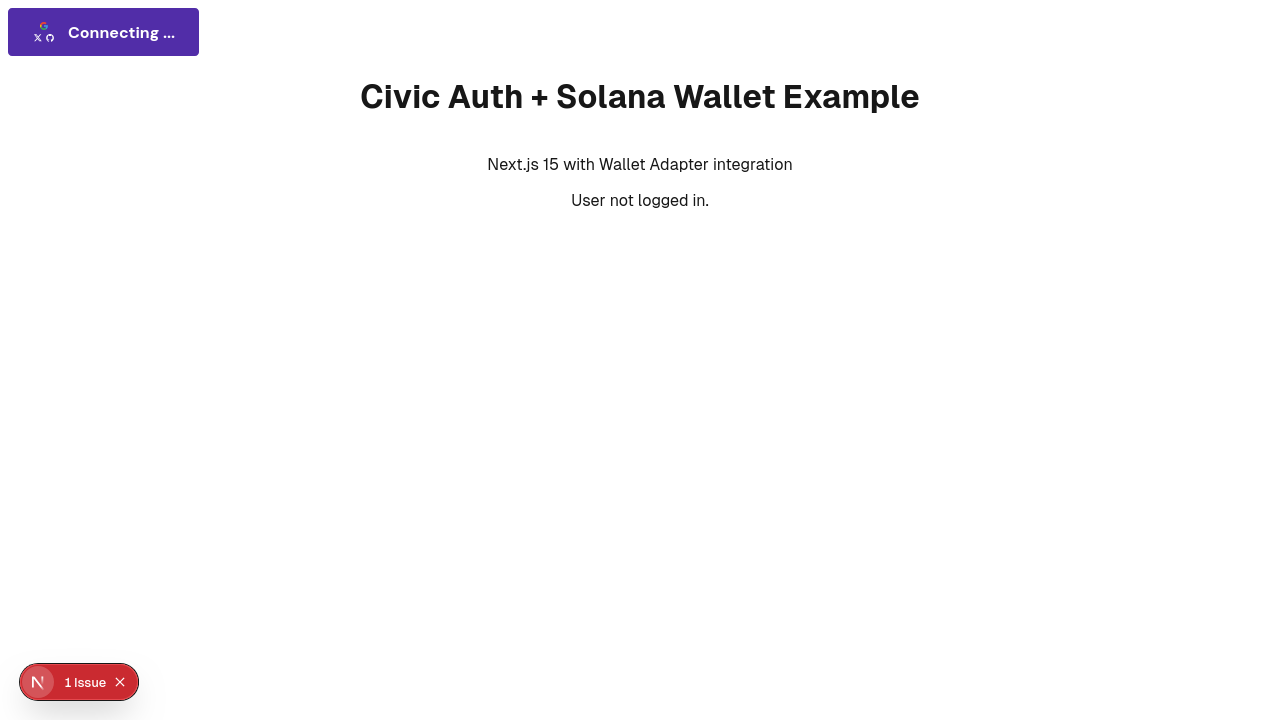 Connecting ...
Civic Auth + Solana Wallet Example
Next.js 15 with Wallet Adapter integration
User not logged in.
1 Issue